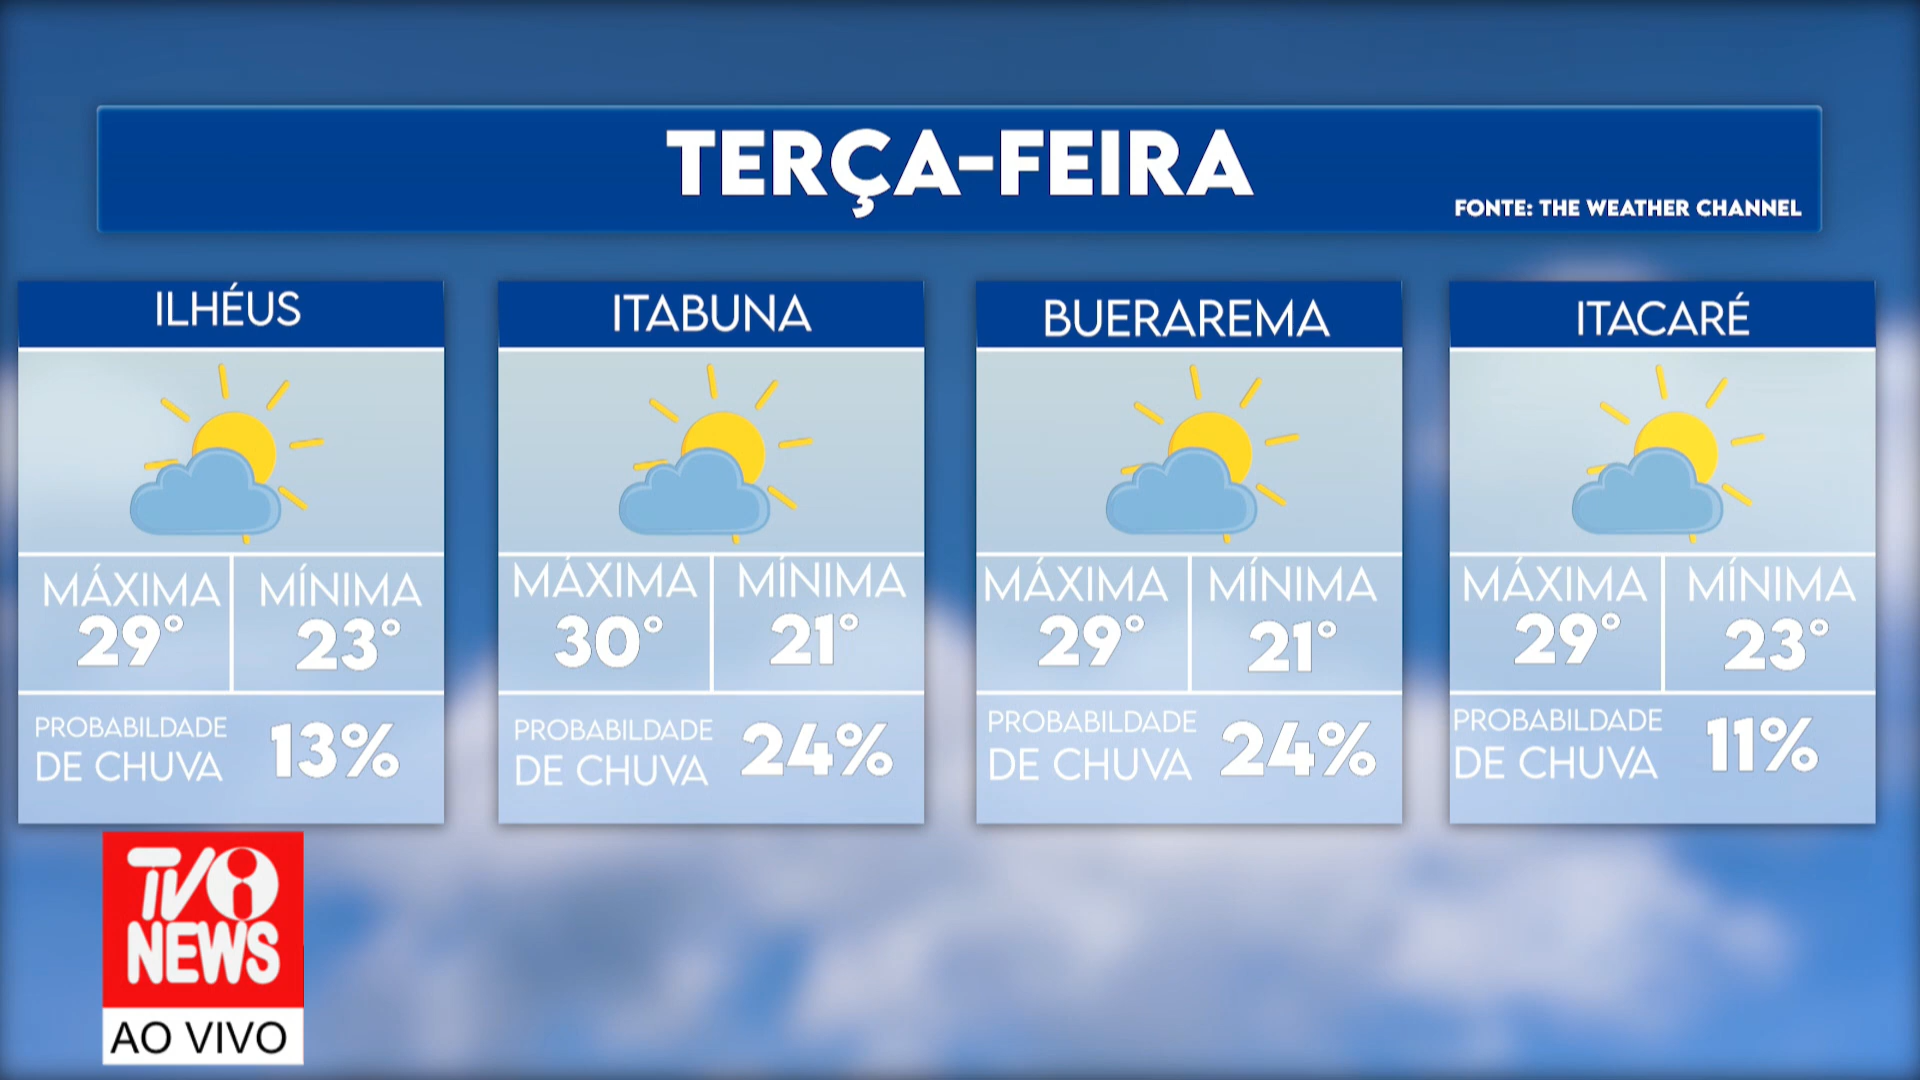 TERÇA-FEIRA
FONTE: THE WEATHER CHANNEL
ILHÉUS
MÁXIMA
29°
MÍNIMA
23°
PROBABILDADE
DE CHUVA
13%
ITABUNA
MÁXIMA
30°
MÍNIMA
21°
PROBABILDADE
DE CHUVA
24%
BUERAREMA
MÁXIMA
29°
MÍNIMA
21°
PROBABILDADE
DE CHUVA
24%
ITACARÉ
MÁXIMA
29°
MÍNIMA
23°
PROBABILDADE
DE CHUVA
11%
TVi
NEWS
AO VIVO